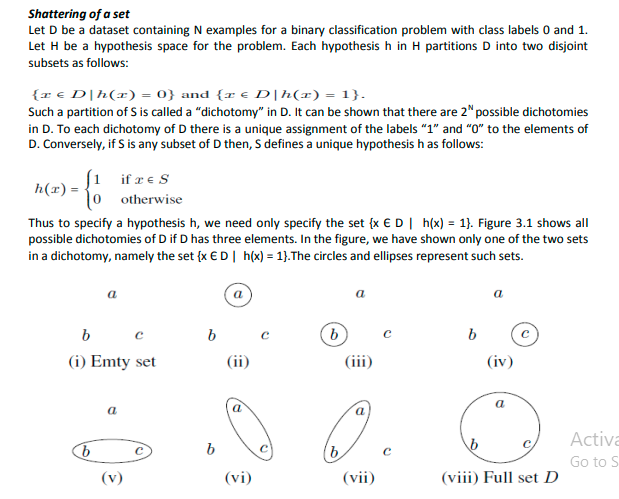 Shattering of a set
Let D be a dataset containing N examples for a binary classification problem with class labels 0 and 1.
Let H be a hypothesis space for the problem. Each hypothesis h in H partitions D into two disjoint
subsets as follows:
{x ϵ D | h(x) = 0} and {x ϵ D | h(x) = 1}.
Such a partition of S is called a “dichotomy” in D. It can be shown that there are 2ᴺ possible dichotomies
in D. To each dichotomy of D there is a unique assignment of the labels “1” and “0” to the elements of
D. Conversely, if S is any subset of D then, S defines a unique hypothesis h as follows:
h(x) = { 1 if x ϵ S
0 otherwise
Thus to specify a hypothesis h, we need only specify the set {x Є D | h(x) = 1}. Figure 3.1 shows all
possible dichotomies of D if D has three elements. In the figure, we have shown only one of the two sets
in a dichotomy, namely the set {x Є D | h(x) = 1}.The circles and ellipses represent such sets.
a a a a
b c b c b c b c
(i) Emty set (ii) (iii) (iv)
a a a a
b c b c b c b c
(v) (vi) (vii) (viii) Full set D
Activa
Go to S